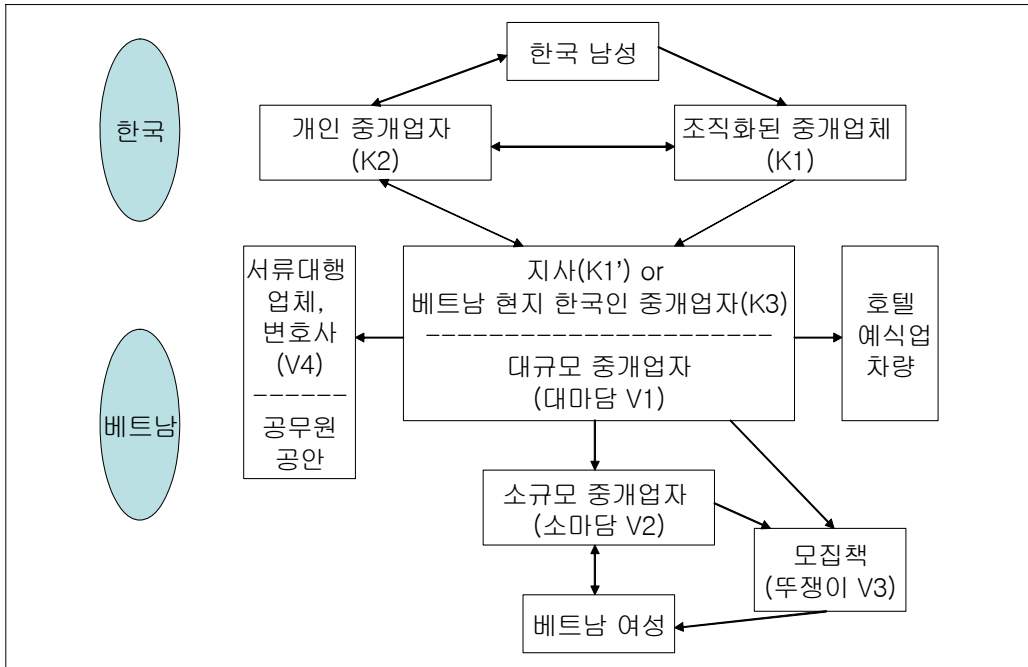 한국 남성
한국
개인 중개업자
(K2)
조직화된 중개업체
(K1)
서류대행
업체,
변호사
(V4)
------
공무원
공안
지사(K1’) or
베트남 현지 한국인 중개업자(K3)
------------------------
대규모 중개업자
(대마담 V1)
호텔
예식업
차량
베트남
소규모 중개업자
(소마담 V2)
모집책
(뚜쟁이 V3)
베트남 여성